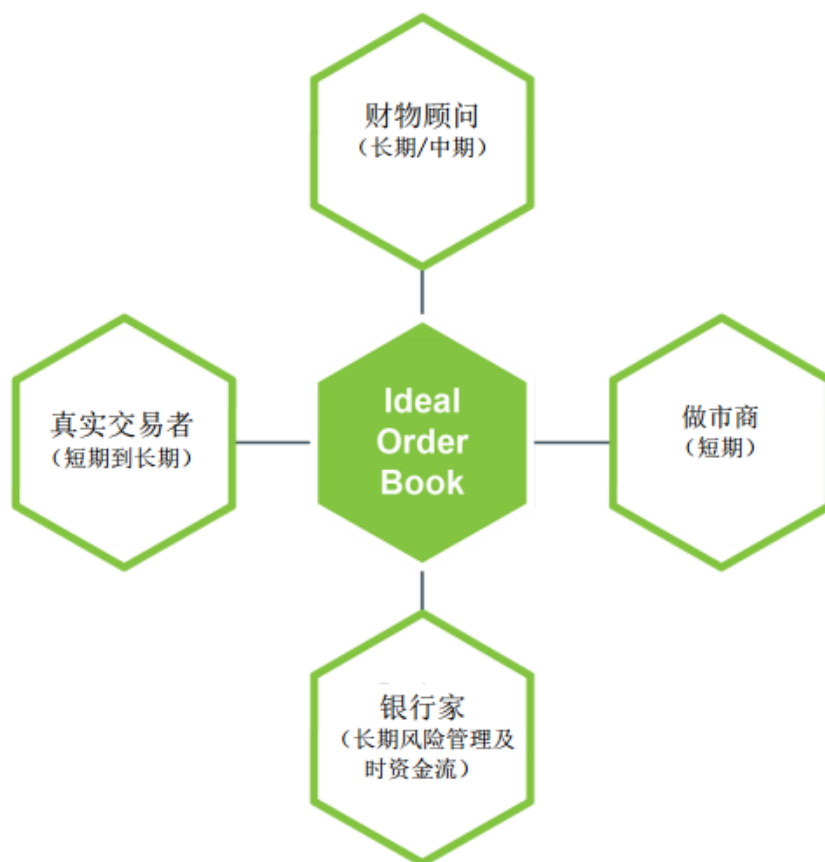 财物顾问
（长期/中期）
真实交易者
（短期到长期）
Ideal
Order
Book
做市商
（短期）
银行家
（长期风险管理及
时资金流）